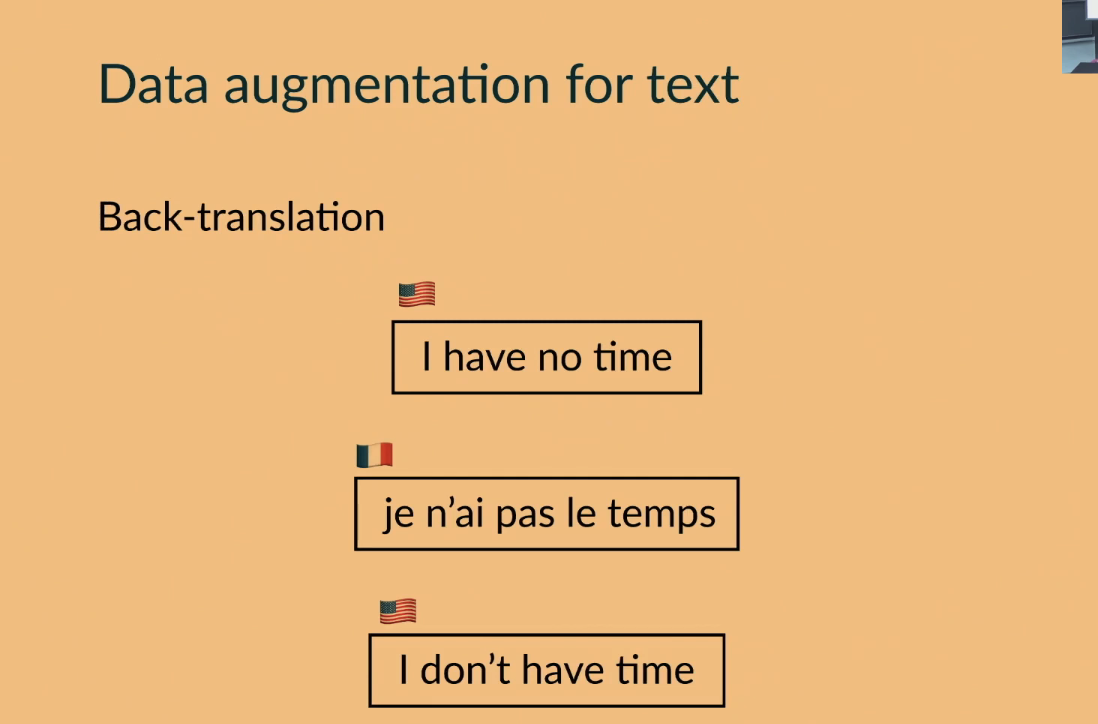 Data augmentation for text
Back-translation
I have no time
je n’ai pas le temps
I don’t have time